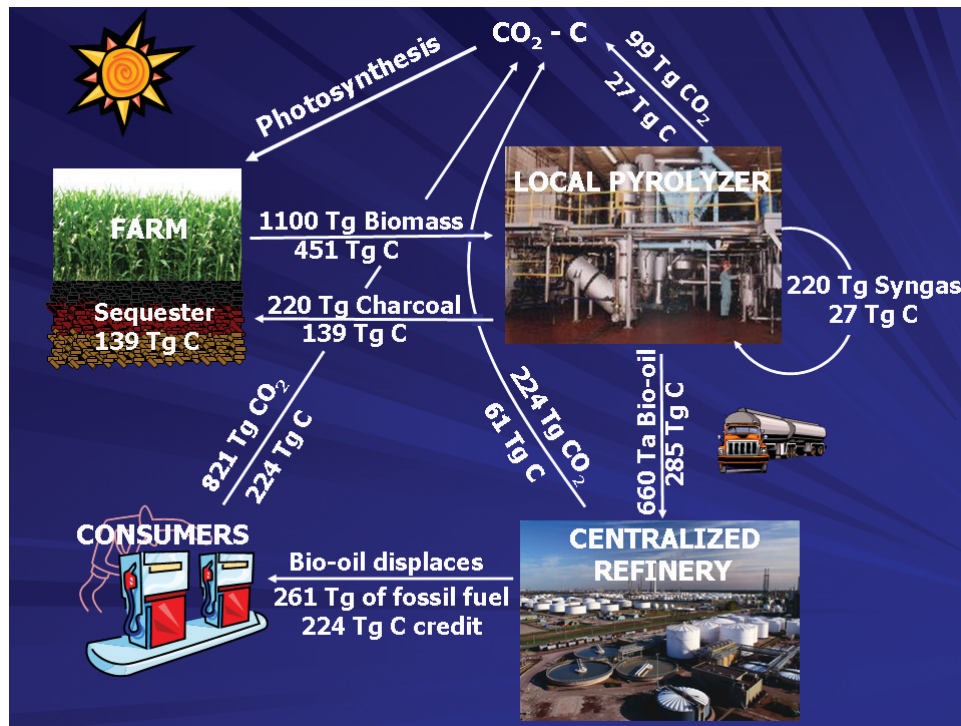 CO₂ - C
Photosynthesis
99 Tg CO₂
27 Tg C
LOCAL PYROLYZER
FARM
1100 Tg Biomass
451 Tg C
220 Tg Syngas
27 Tg C
Sequester
139 Tg C
220 Tg Charcoal
139 Tg C
821 Tg CO₂
224 Tg C
224 Tg CO₂
61 Tg C
660 Ta Bio-oil
285 Tg C
CONSUMERS
CENTRALIZED
REFINERY
Bio-oil displaces
261 Tg of fossil fuel
224 Tg C credit